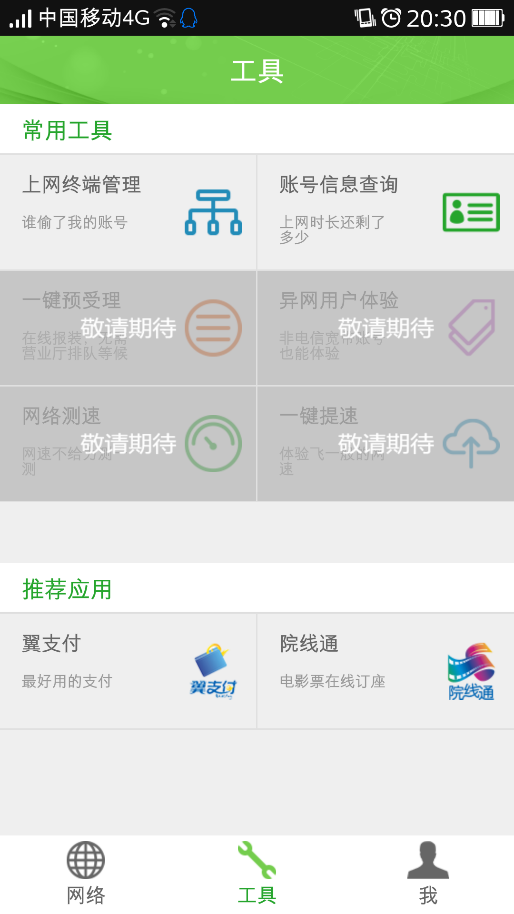 中国移动4G 20:30
工具
常用工具
上网终端管理
谁偷了我的账号
账号信息查询
上网时长还剩了
多少
一键预受理
在线报装，无需
营业厅排队等候
敬请期待
异网用户体验
非电信宽带账号
也能体验
敬请期待
网络测速
网速不给力测
测
敬请期待
一键提速
体验飞一般的网
速
敬请期待
推荐应用
翼支付
最好用的支付
翼支付
院线通
电影票在线订座
院线通
网络
工具
我